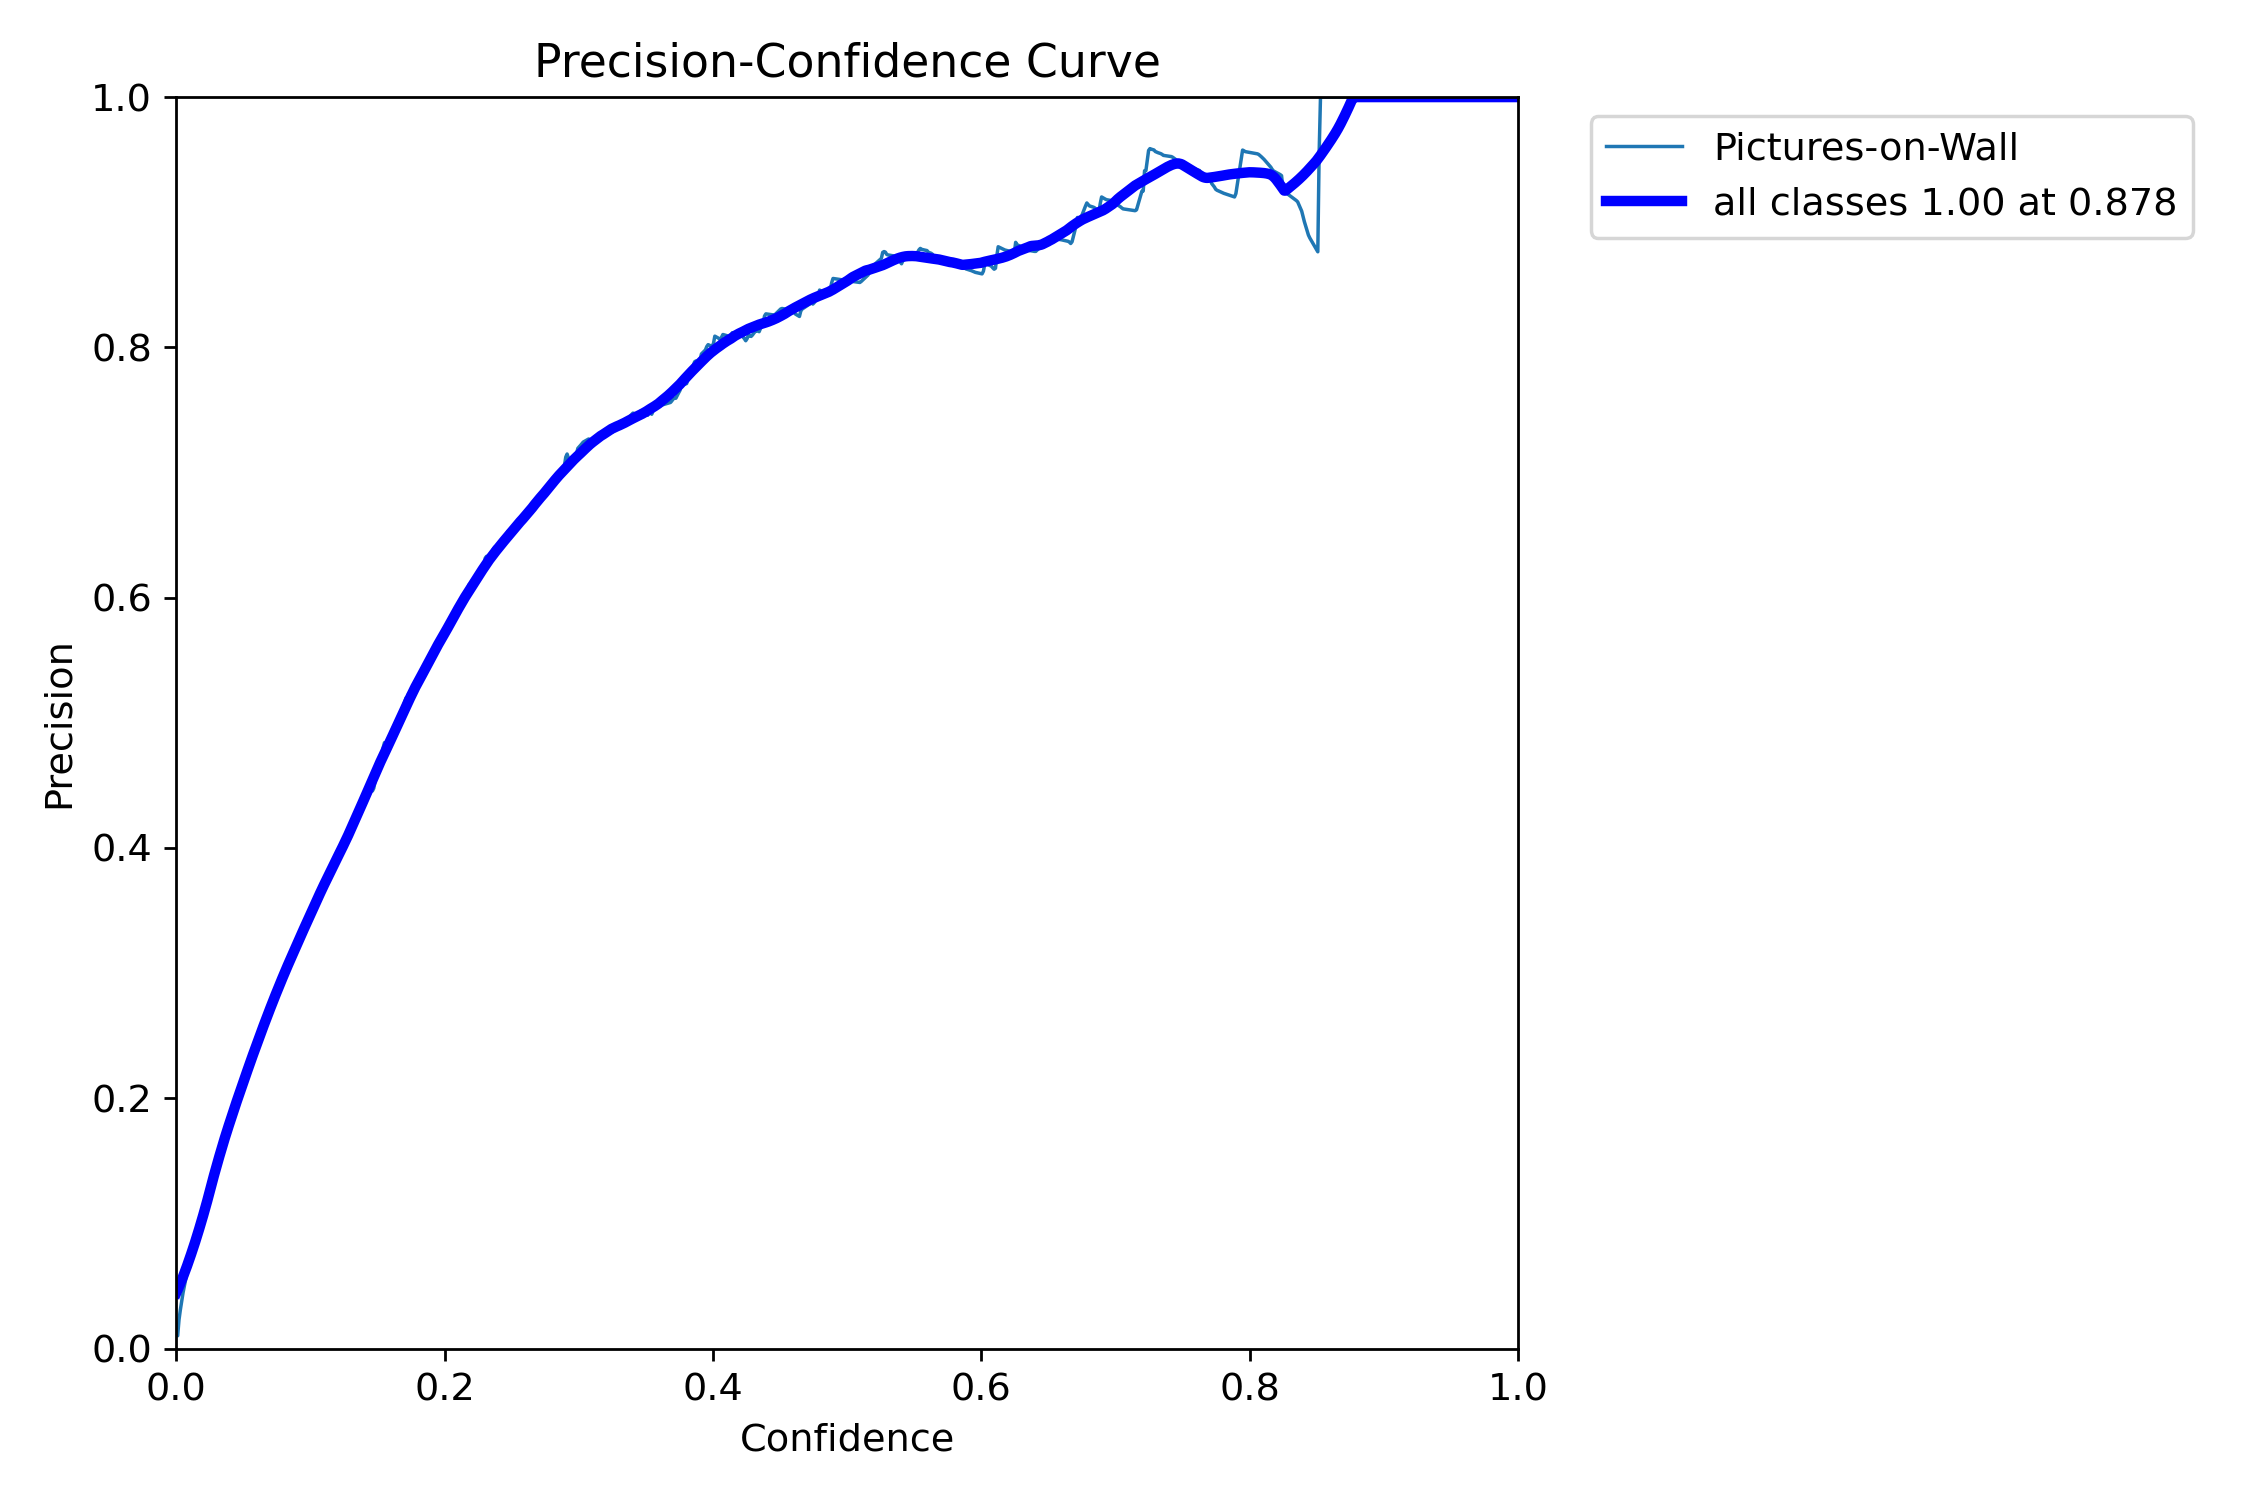 Precision-Confidence Curve
1.0
0.8
0.6
0.4
0.2
0.0
Precision
0.0 0.2 0.4 0.6 0.8 1.0
Confidence
Pictures-on-Wall
all classes 1.00 at 0.878